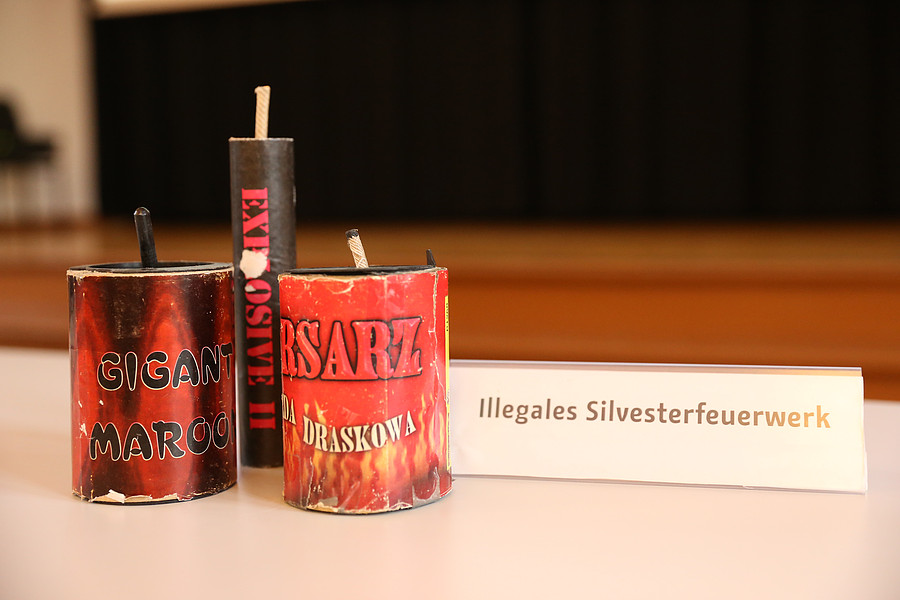 GIGANT
MAROO
EXPLOSIVE II
RSARZ
DA DRASKOWA
Illegales Silvesterfeuerwerk